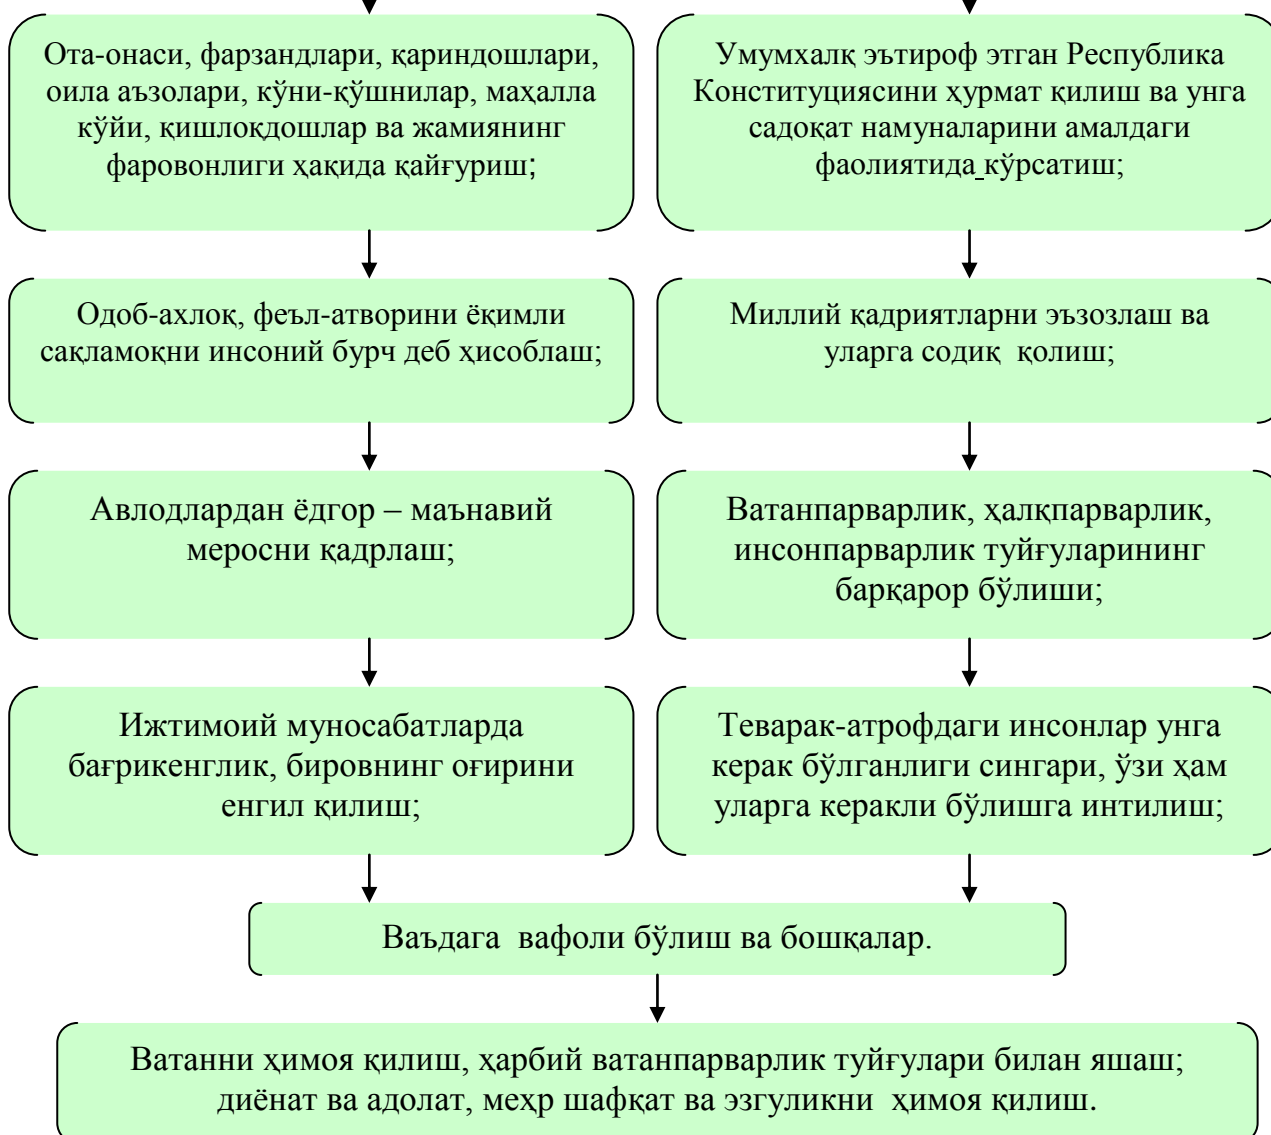 Ота-онаси, фарзандлари, қариндошлари,
оила аъзолари, кўни-қўшнилар, маҳалла
кўйи, қишлоқдошлар ва жамиянинг
фаровонлиги ҳақида қайғуриш;
Умумхалқ эътироф этган Республика
Конституциясини ҳурмат қилиш ва унга
садоқат намуналарини амалдаги
фаолиятида кўрсатиш;
Одоб-ахлоқ, феъл-атворини ёқимли
сақламоқни инсоний бурч деб ҳисоблаш;
Миллий қадриятларни эъзозлаш ва
уларга содиқ  қолиш;
Авлодлардан ёдгор – маънавий
меросни қадрлаш;
Ватанпарварлик, ҳалқпарварлик,
инсонпарварлик туйғуларининг
барқарор бўлиши;
Ижтимоий муносабатларда
бағрикенглик, бировнинг оғирини
енгил қилиш;
Теварак-атрофдаги инсонлар унга
керак бўлганлиги сингари, ўзи ҳам
уларга керакли бўлишга интилиш;
Ваъдага  вафоли бўлиш ва бошқалар.
Ватанни ҳимоя қилиш, ҳарбий ватанпарварлик туйғулари билан яшаш;
диёнат ва адолат, меҳр шафқат ва эзгуликни  ҳимоя қилиш.